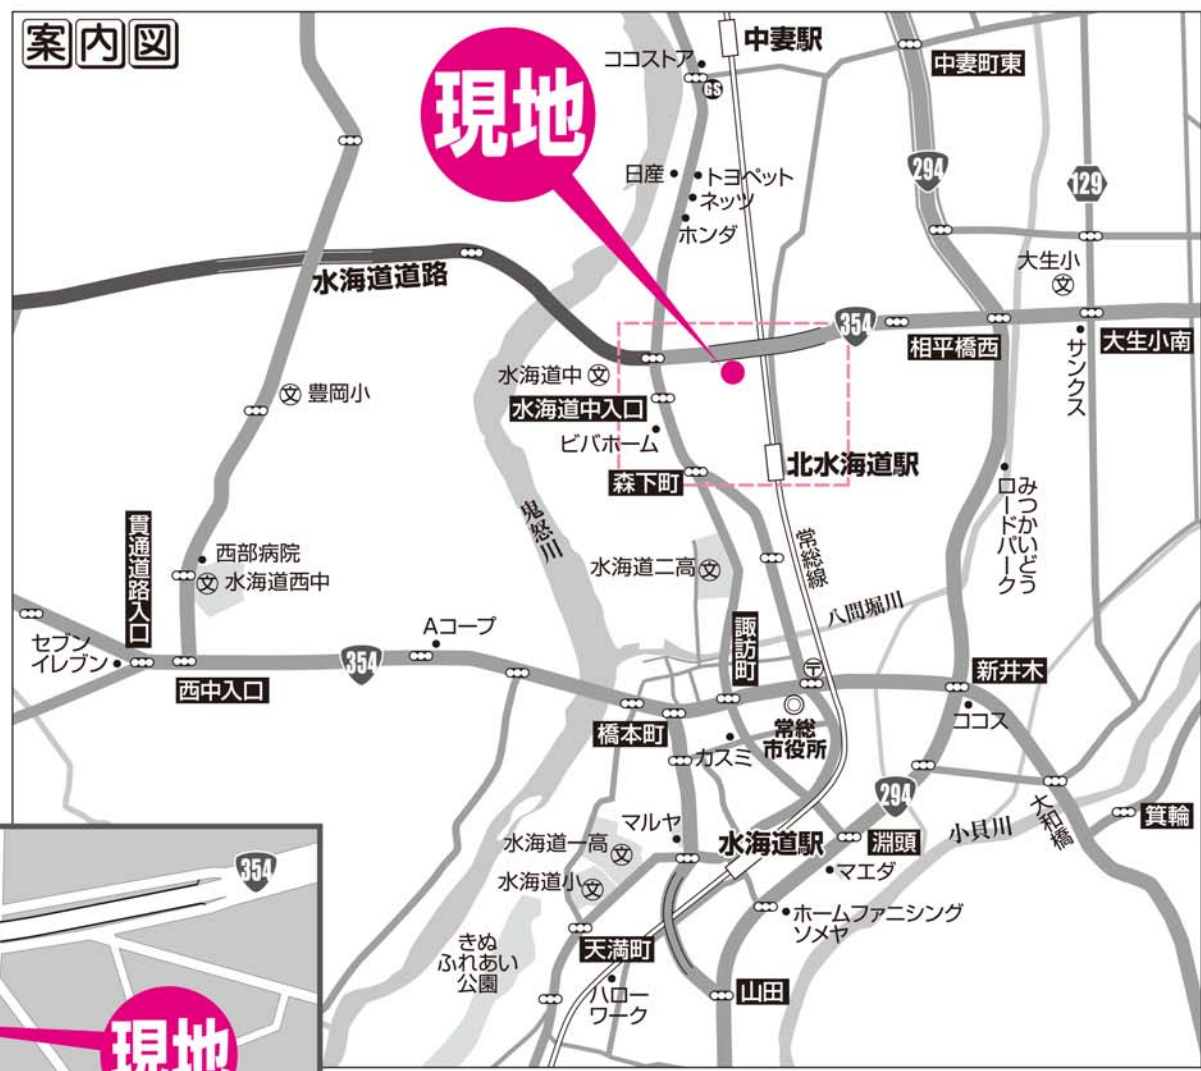 案内図
中妻駅
ココストア
GS
中妻町東
現地
294
129
日産
トヨペット
ネッツ
ホンダ
大生小
文
水海道道路
354
相平橋西
大生小南
サンクス
水海道中
文
豊岡小
文
水海道中入口
ビバホーム
北水海道駅
森下町
みつかいどう
ロードパーク
鬼怒川
常総線
貫通道路入口
西部病院
文
水海道西中
水海道二高
文
八間堀川
セブン
イレブン
Aコープ
諏訪町
〒
354
新井木
西中入口
橋本町
常総
市役所
ココス
カスミ
294
大和橋
箕輪
小貝川
マルヤ
水海道駅
淵頭
水海道一高
文
マエダ
水海道小
文
ホームファニシング
ソメヤ
きぬ
ふれあい
公園
天満町
ハロー
ワーク
山田
354
現地